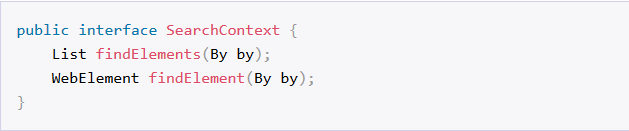 public interface SearchContext {
    List findElements(By by);
    WebElement findElement(By by);
}